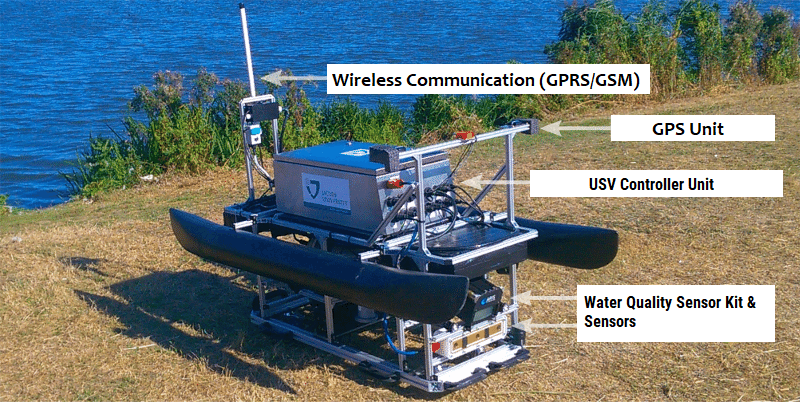 Wireless Communication (GPRS/GSM)
GPS Unit
USV Controller Unit
Water Quality Sensor Kit &
Sensors